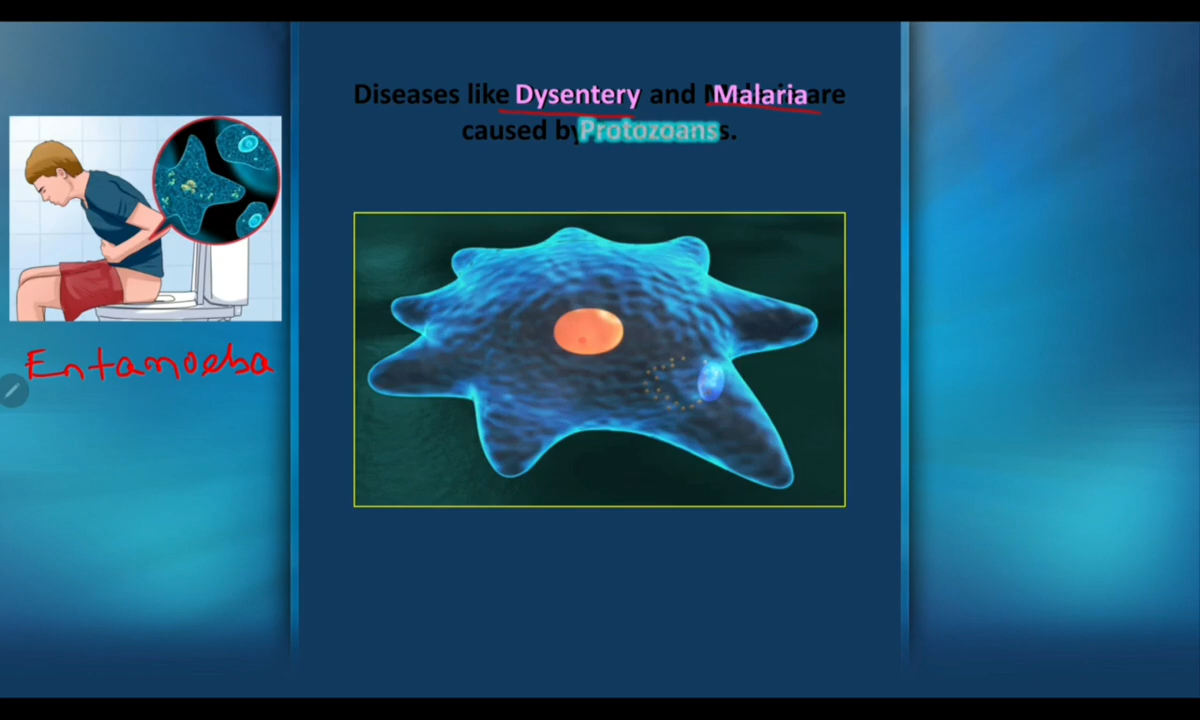 Diseases like Dysentery and Malaria are
caused by Protozoans.
Entamoeba